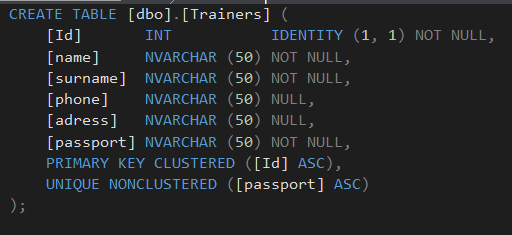 CREATE TABLE [dbo].[Trainers] (
    [Id]       INT           IDENTITY (1, 1) NOT NULL,
    [name]     NVARCHAR (50) NOT NULL,
    [surname]  NVARCHAR (50) NOT NULL,
    [phone]    NVARCHAR (50) NULL,
    [adress]   NVARCHAR (50) NULL,
    [passport] NVARCHAR (50) NOT NULL,
    PRIMARY KEY CLUSTERED ([Id] ASC),
    UNIQUE NONCLUSTERED ([passport] ASC)
);